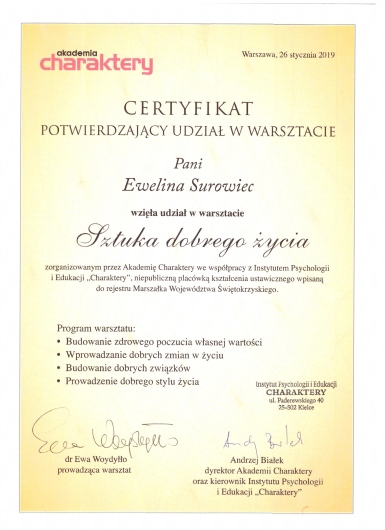 akademia
charaktery
Warszawa, 26 stycznia 2019
CERTYFIKAT
POTWIERDZAJĄCY UDZIAŁ W WARSZTACIE
Pani
Ewelina Surowiec
wzięła udział w warsztacie
Sztuka dobrego życia
zorganizowanym przez Akademię Charaktery we współpracy z Instytutem Psychologii
i Edukacji „Charaktery”, niepubliczną placówką kształcenia ustawicznego wpisaną
do rejestru Marszałka Województwa Świętokrzyskiego.
Program warsztatu:
• Budowanie zdrowego poczucia własnej wartości
• Wprowadzanie dobrych zmian w życiu
• Budowanie dobrych związków
• Prowadzenie dobrego stylu życia
Instytut Psychologii i Edukacji
CHARAKTERY
ul. Paderewskiego 40
25-502 Kielce
dr Ewa Woydyłło
prowadząca warsztat
Andrzej Białek
dyrektor Akademii Charaktery
oraz kierownik Instytutu Psychologii
i Edukacji „Charaktery”